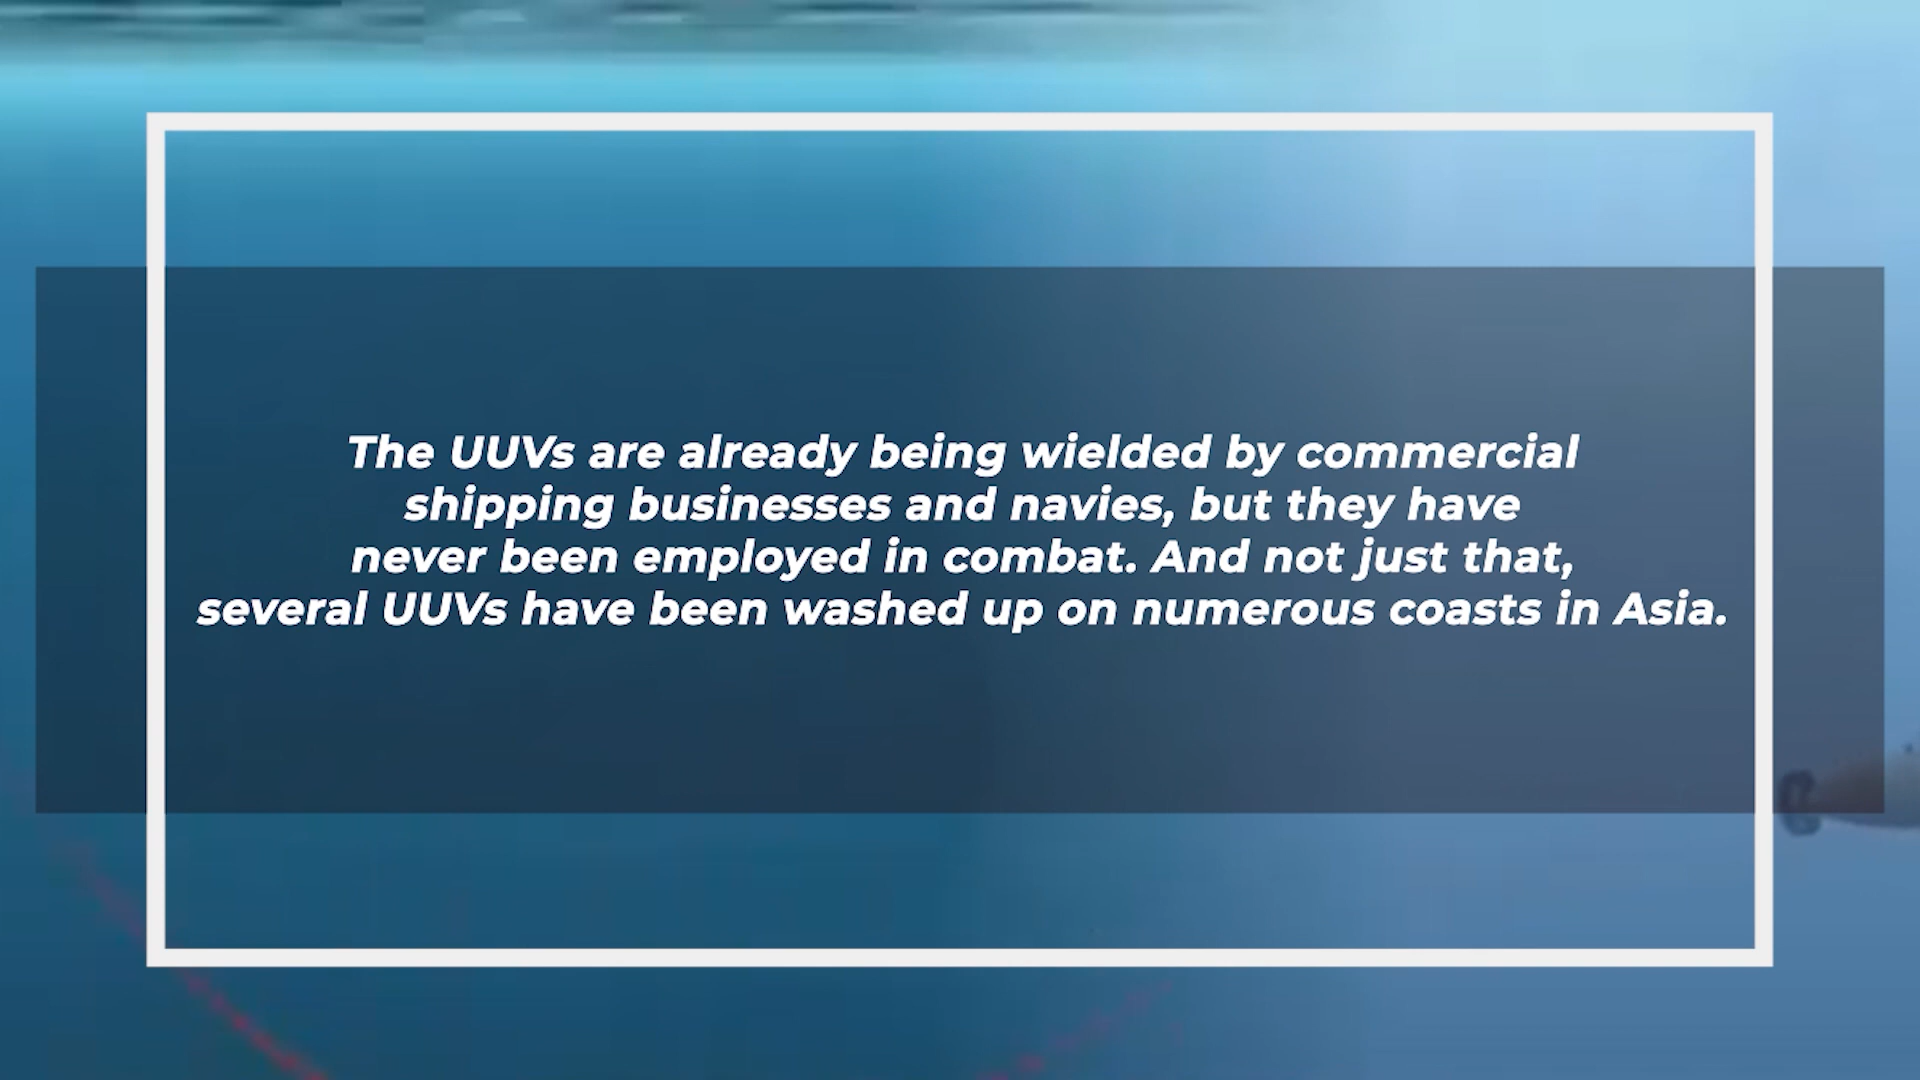 The UUVs are already being wielded by commercial
shipping businesses and navies, but they have
never been employed in combat. And not just that,
several UUVs have been washed up on numerous coasts in Asia.